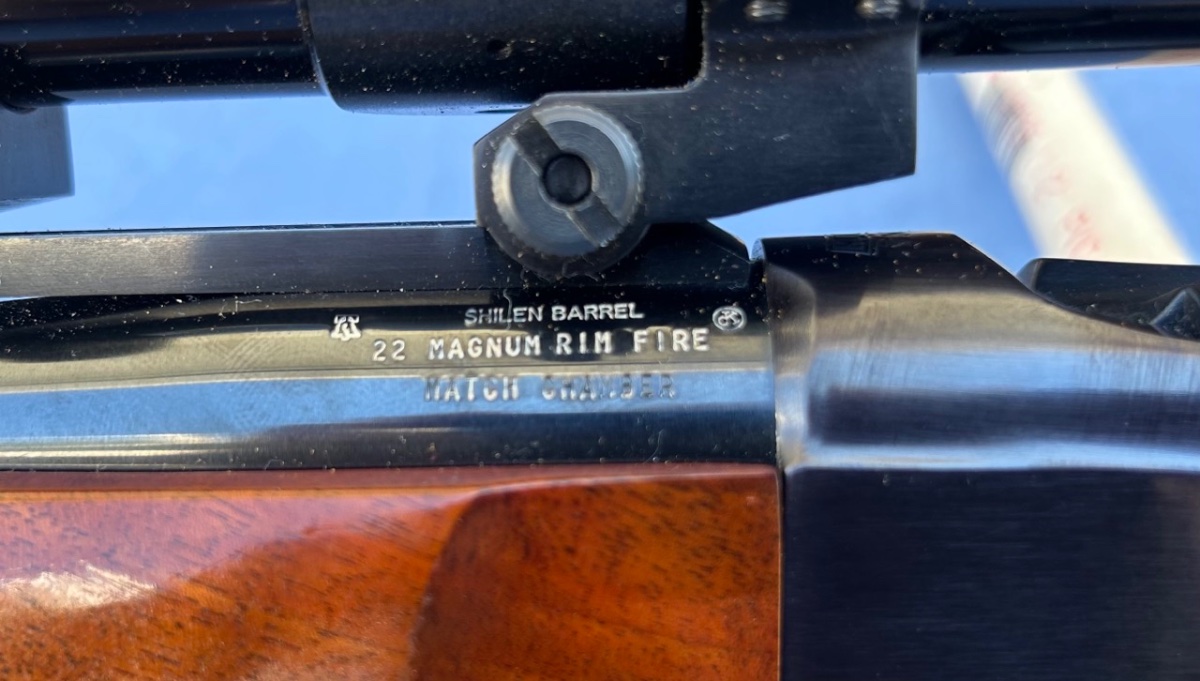 SHILEN BARREL
22 MAGNUM RIM FIRE
MATCH CHAMBER